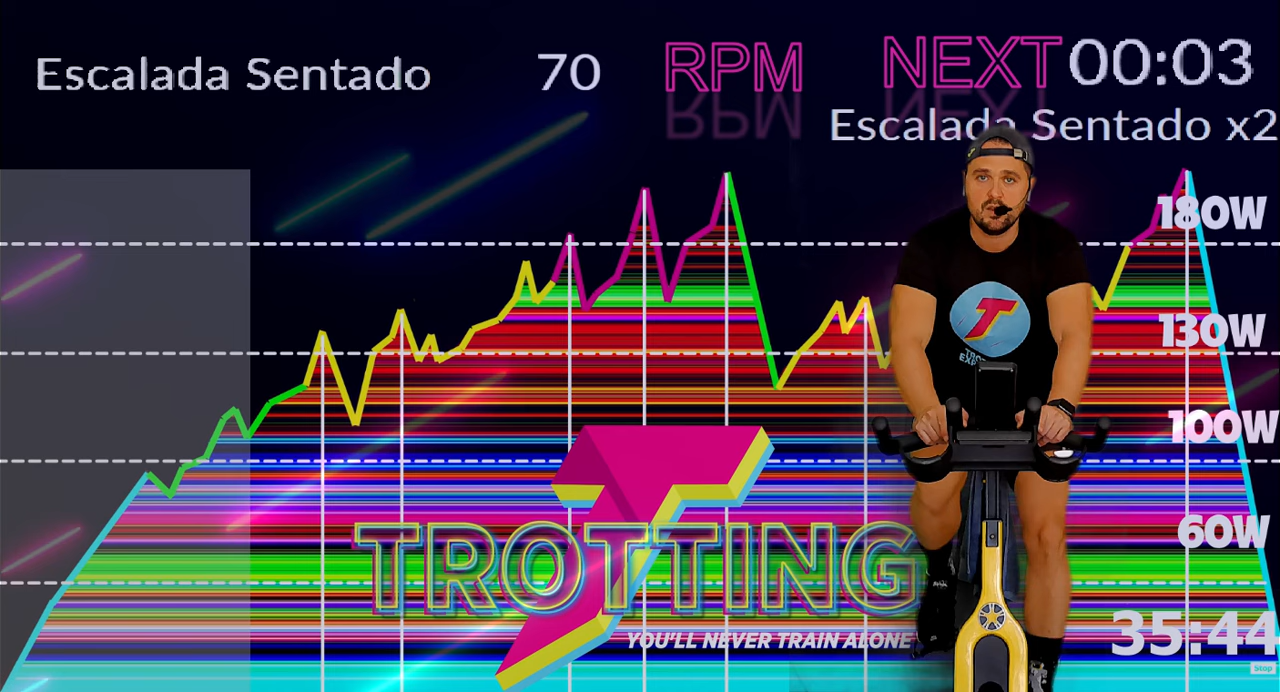 Escalada Sentado 70 RPM NEXT 00:03
Escalada Sentado x2
180W
130W
T
100W
60W
TROTTING
YOU'LL NEVER TRAIN ALONE
35:44
Stop